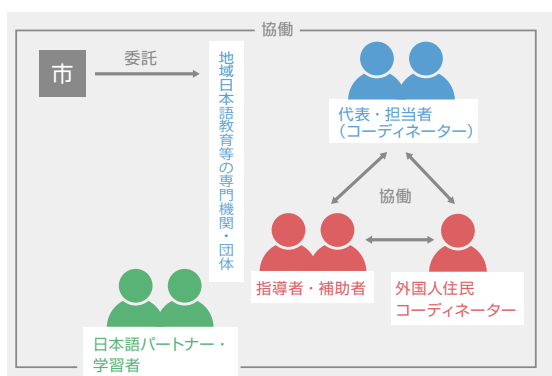 協働
市
委託
地域日本語教育等の専門機関・団体
代表・担当者
（コーディネーター）
協働
指導者・補助者
外国人住民
コーディネーター
日本語パートナー・
学習者